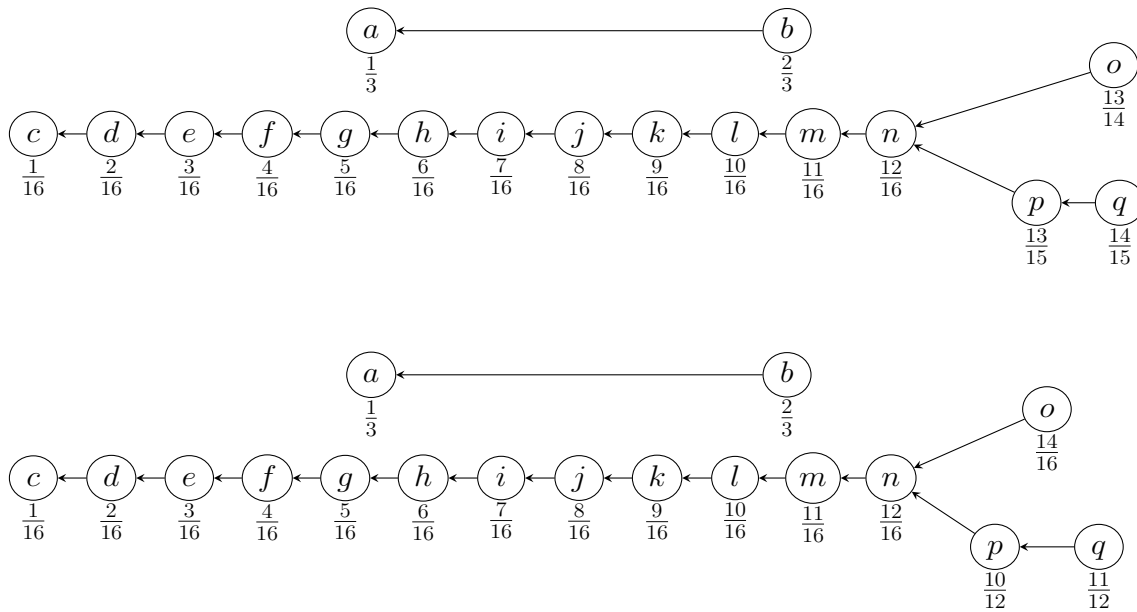 a b
1/3 2/3
o
13/14
c d e f g h i j k l m n
1/16 2/16 3/16 4/16 5/16 6/16 7/16 8/16 9/16 10/16 11/16 12/16
p q
13/15 14/15
a b
1/3 2/3
o
14/16
c d e f g h i j k l m n
1/16 2/16 3/16 4/16 5/16 6/16 7/16 8/16 9/16 10/16 11/16 12/16
p q
10/12 11/12